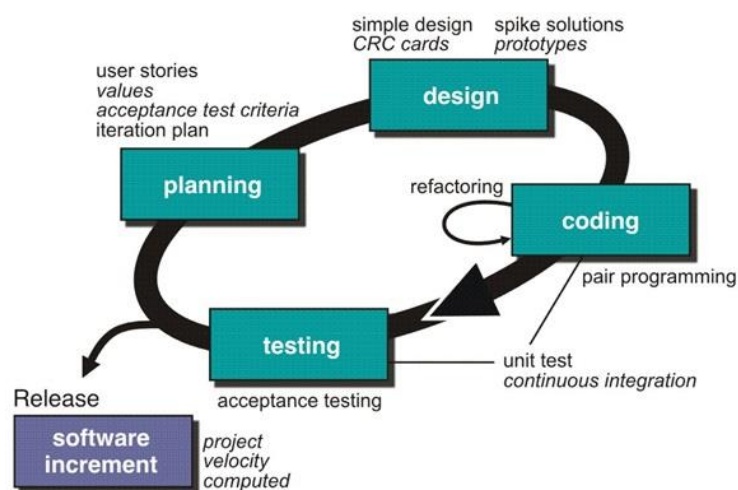 simple design
CRC cards
spike solutions
prototypes
design
user stories
values
acceptance test criteria
iteration plan
planning
refactoring
coding
pair programming
testing
unit test
continuous integration
acceptance testing
Release
software
increment
project
velocity
computed